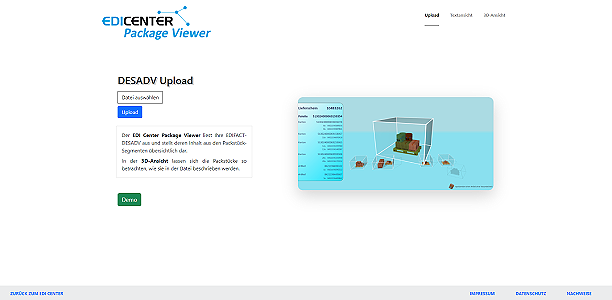 EDICENTER
Package Viewer
Upload
Textansicht
3D Ansicht
DESADV Upload
Datei auswählen
Upload
Der EDI Center Package Viewer liest Ihre EDIFACT-
DESADV aus und stellt deren Inhalt aus den Packstück-
Segmenten übersichtlich dar.
In der 3D-Ansicht lassen sich die Packstücke so
betrachten, wie sie in der Datei beschrieben werden.
Demo
Lieferschein
Palette
ZURÜCK ZUM EDI CENTER
IMPRESSUM
DATENSCHUTZ
NACHWEISE